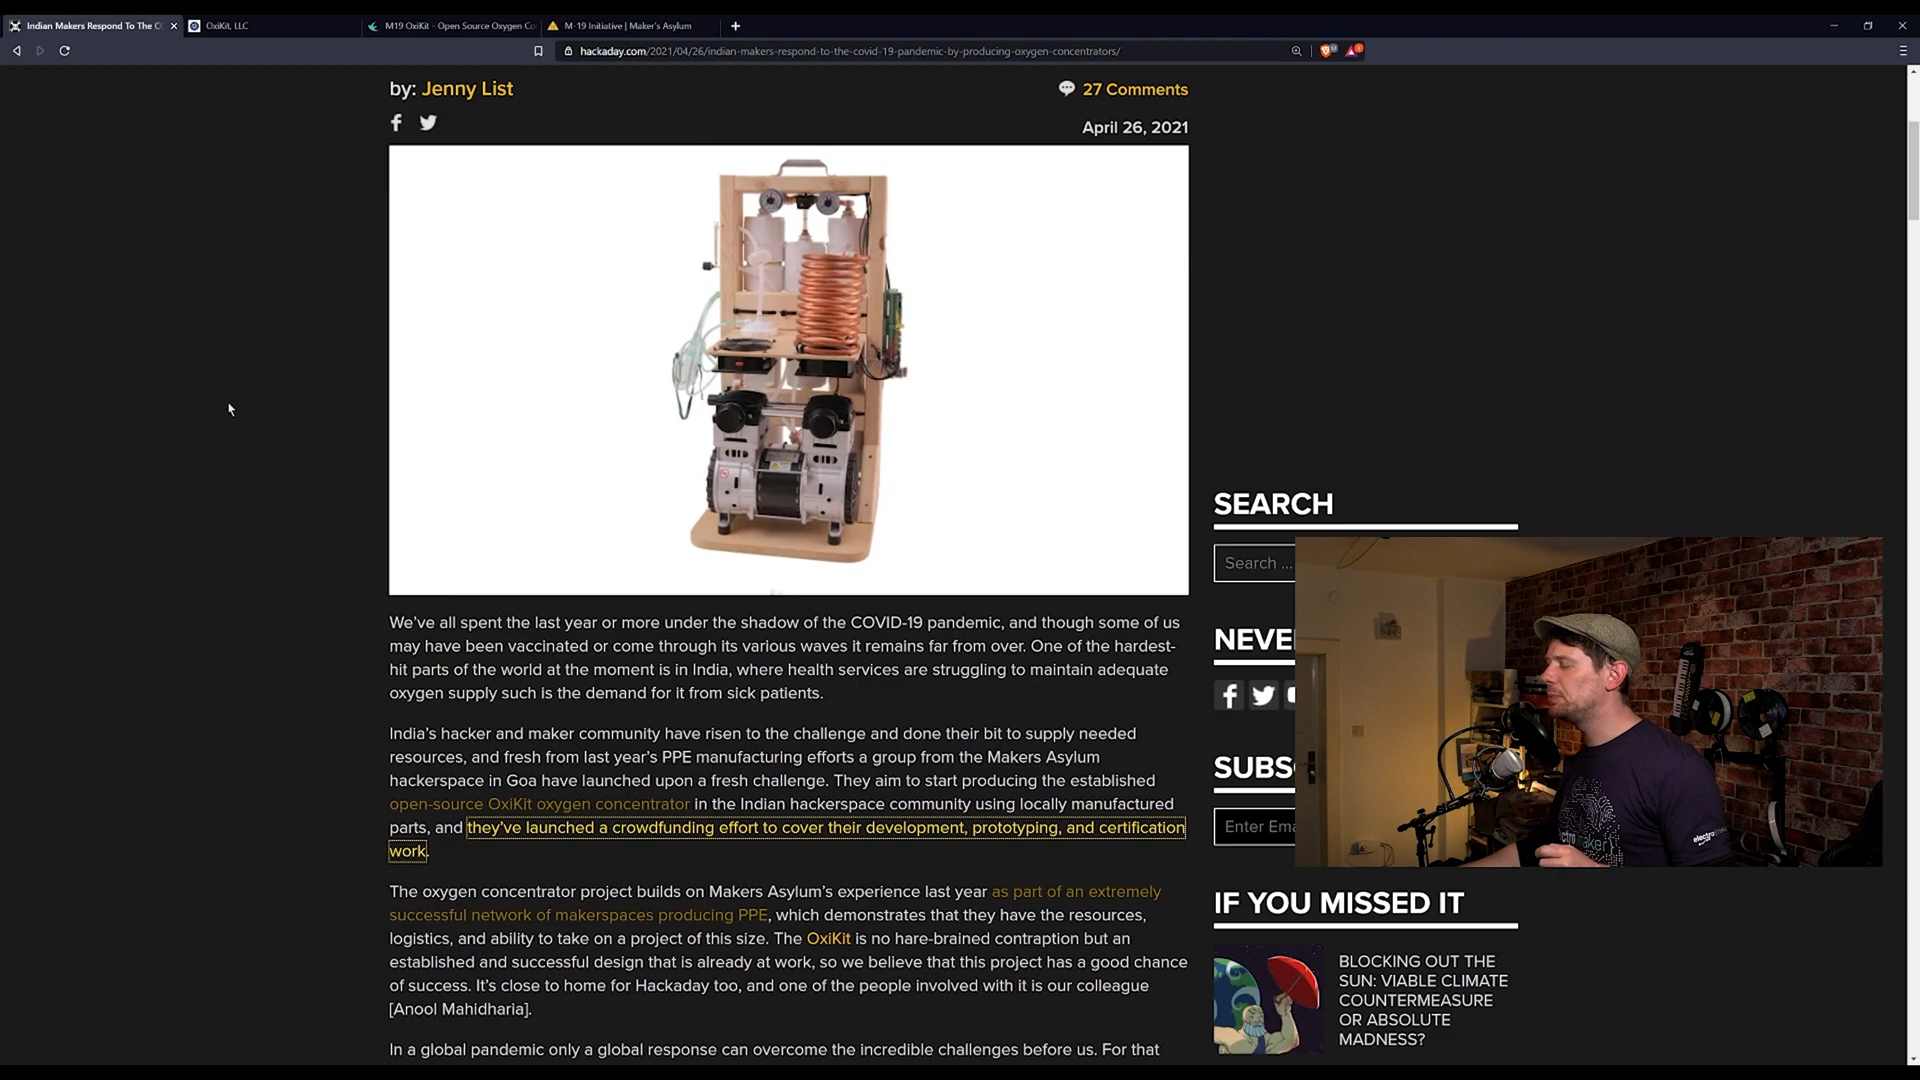 Indian Makers Respond To The C
OxiKit, LLC
M19 OxiKit - Open Source Oxygen Co
M-19 Initiative | Maker's Asylum
hackaday.com/2021/04/26/indian-makers-respond-to-the-covid-19-pandemic-by-producing-oxygen-concentrators/
by: Jenny List
27 Comments
April 26, 2021
We've all spent the last year or more under the shadow of the COVID-19 pandemic, and though some of us
may have been vaccinated or come through its various waves it remains far from over. One of the hardest-
hit parts of the world at the moment is in India, where health services are struggling to maintain adequate
oxygen supply such is the demand for it from sick patients.
India's hacker and maker community have risen to the challenge and done their bit to supply needed
resources, and fresh from last year's PPE manufacturing efforts a group from the Makers Asylum
hackerspace in Goa have launched upon a fresh challenge. They aim to start producing the established
open-source OxiKit oxygen concentrator in the Indian hackerspace community using locally manufactured
parts, and they've launched a crowdfunding effort to cover their development, prototyping, and certification
work.
The oxygen concentrator project builds on Makers Asylum's experience last year as part of an extremely
successful network of makerspaces producing PPE, which demonstrates that they have the resources,
logistics, and ability to take on a project of this size. The OxiKit is no hare-brained contraption but an
established and successful design that is already at work, so we believe that this project has a good chance
of success. It's close to home for Hackaday too, and one of the people involved with it is our colleague
[Anool Mahidharia].
In a global pandemic only a global response can overcome the incredible challenges before us. For that
SEARCH
Search ...
NEVE
SUBS
Enter Ema
IF YOU MISSED IT
BLOCKING OUT THE
SUN: VIABLE CLIMATE
COUNTERMEASURE
OR ABSOLUTE
MADNESS?